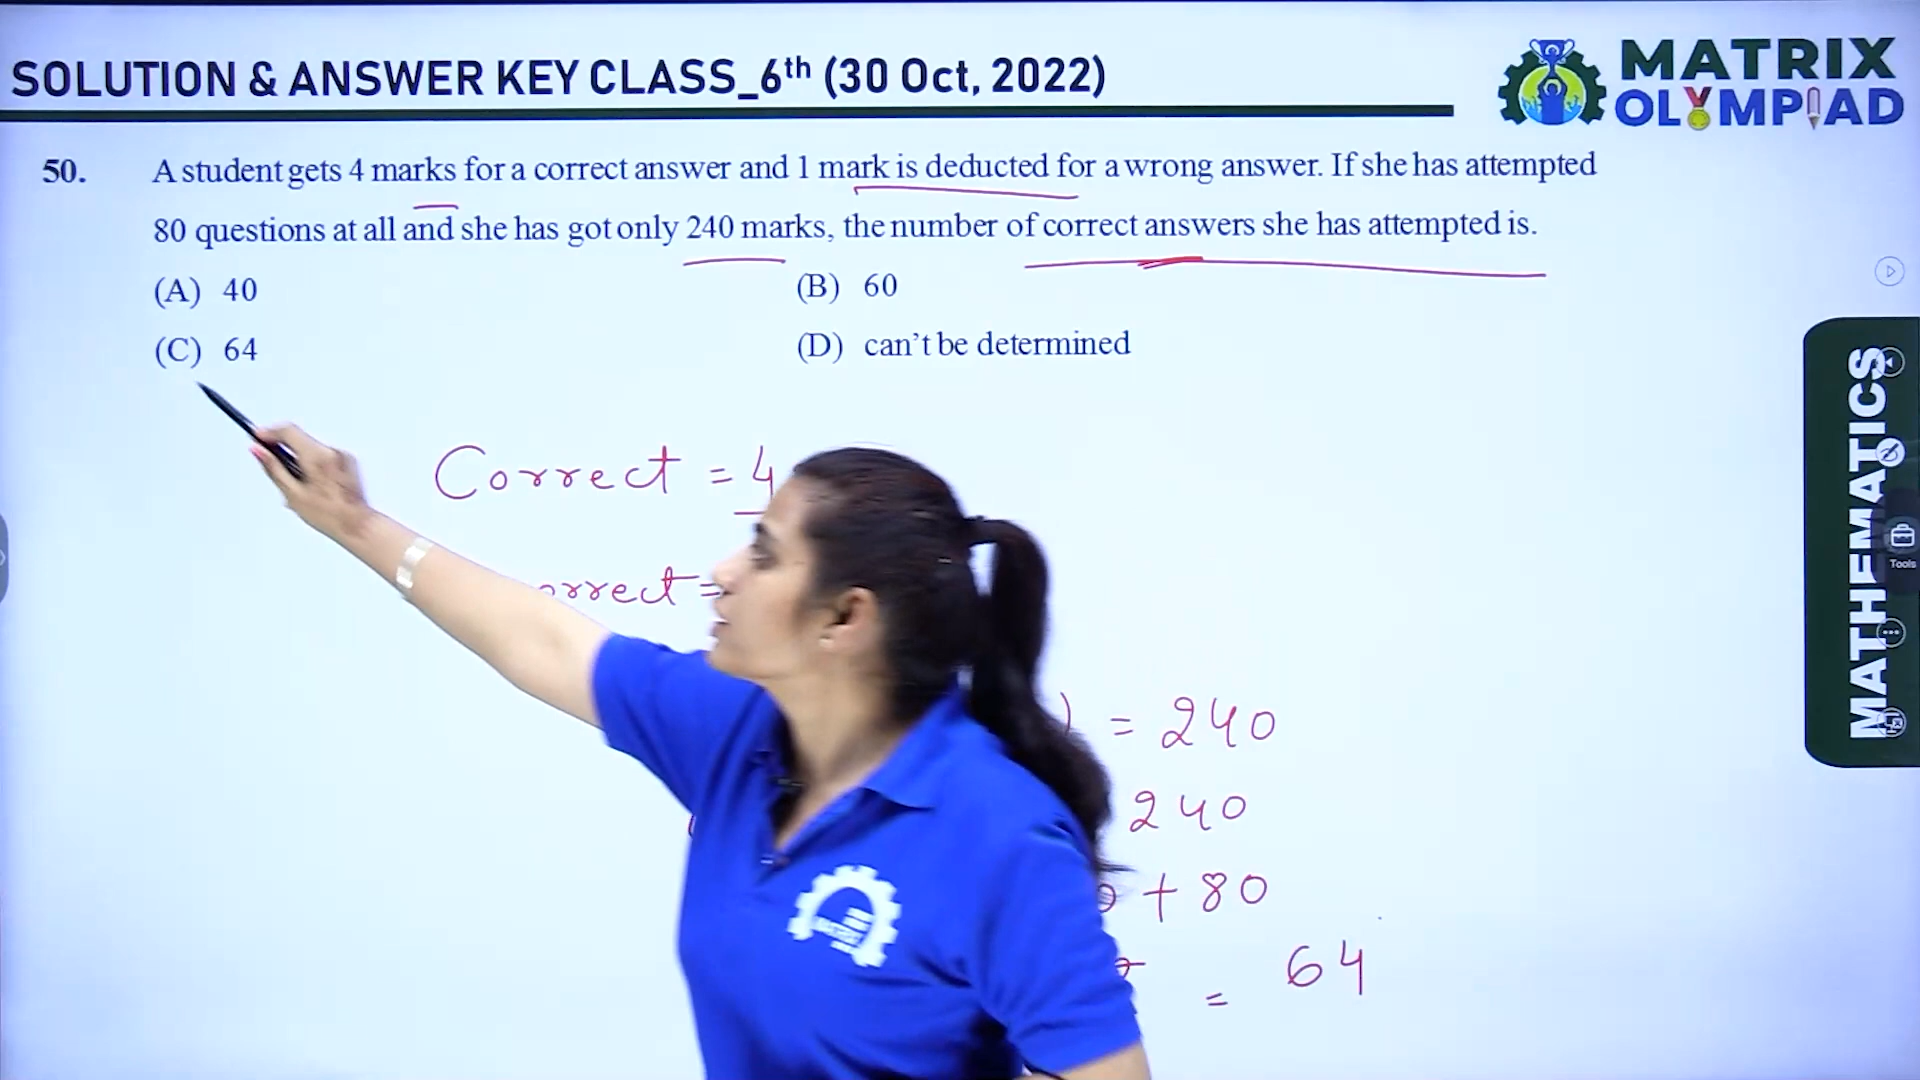 SOLUTION & ANSWER KEY CLASS_6th (30 Oct, 2022)
MATRIX
OLYMPIAD
50. A student gets 4 marks for a correct answer and 1 mark is deducted for a wrong answer. If she has attempted
80 questions at all and she has got only 240 marks, the number of correct answers she has attempted is.
(A) 40 (B) 60
(C) 64 (D) can't be determined
Correct = 4
orrect =
) = 240
240
+ 80
= 64
MATHEMATICS
Tools